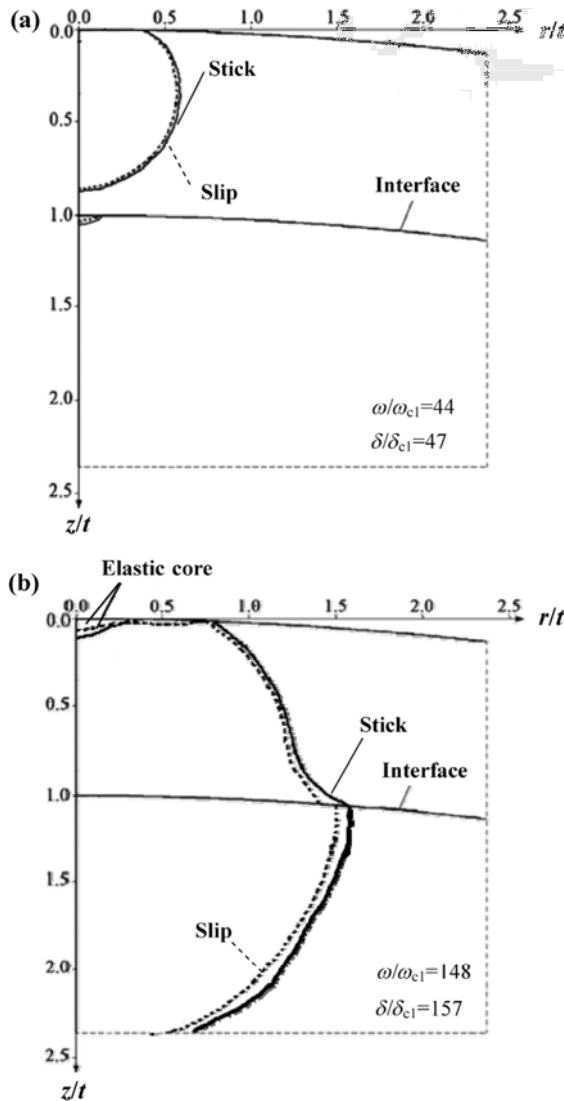 (a)
0.0 0.5 1.0 1.5 2.0 2.5 r/t
0.0
Stick
0.5
Slip
Interface
1.0
1.5
2.0
ω/ωc1=44
δ/δc1=47
2.5
z/t
(b)
Elastic core
0.0 0.5 1.0 1.5 2.0 2.5 r/t
0.0
0.5
Stick
Interface
1.0
1.5
Slip
2.0
ω/ωc1=148
δ/δc1=157
2.5
z/t